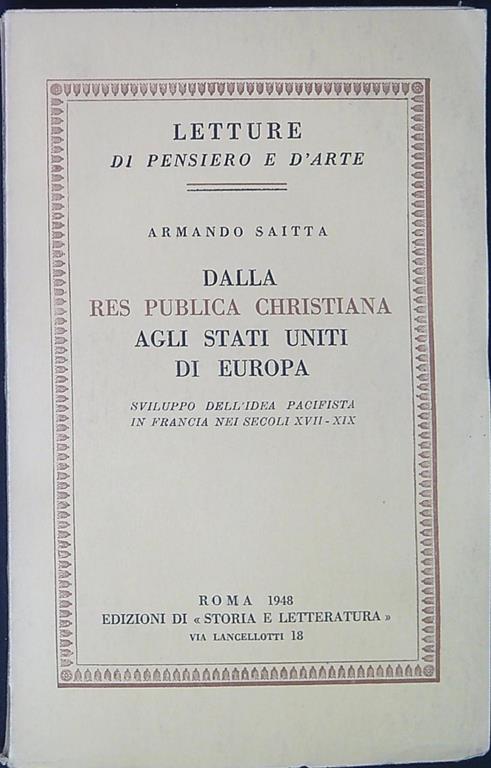 LETTURE
DI PENSIERO E D'ARTE
ARMANDO SAITTA
DALLA
RES PUBLICA CHRISTIANA
AGLI STATI UNITI
DI EUROPA
SVILUPPO DELL'IDEA PACIFISTA
IN FRANCIA NEI SECOLI XVII-XIX
ROMA 1948
EDIZIONI DI « STORIA E LETTERATURA »
VIA LANCELLOTTI 18